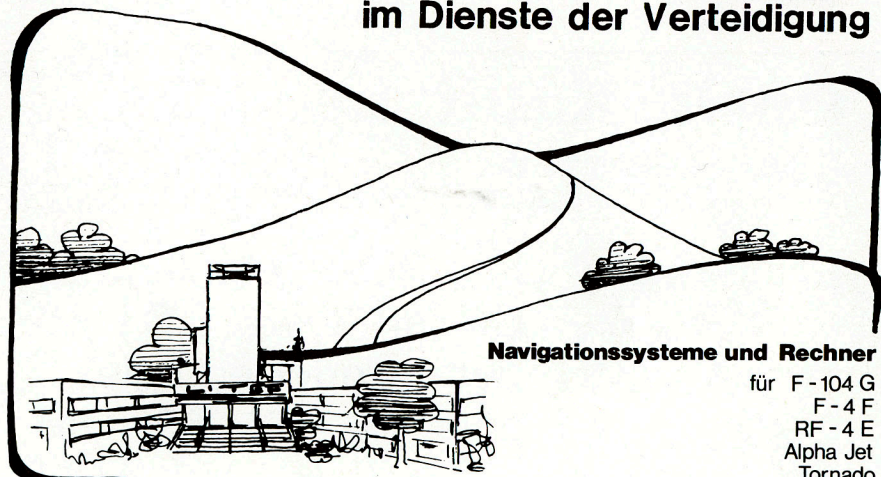 im Dienste der Verteidigung
Navigationssysteme und Rechner
für F - 104 G
F - 4 F
RF - 4 E
Alpha Jet
Tornado